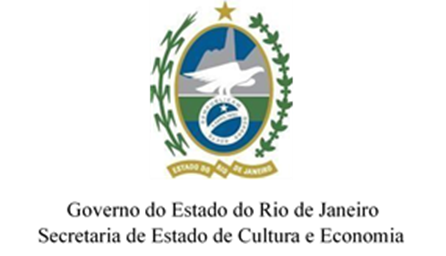 ESTADO DO RIO DE JANEIRO
Governo do Estado do Rio de Janeiro
Secretaria de Estado de Cultura e Economia